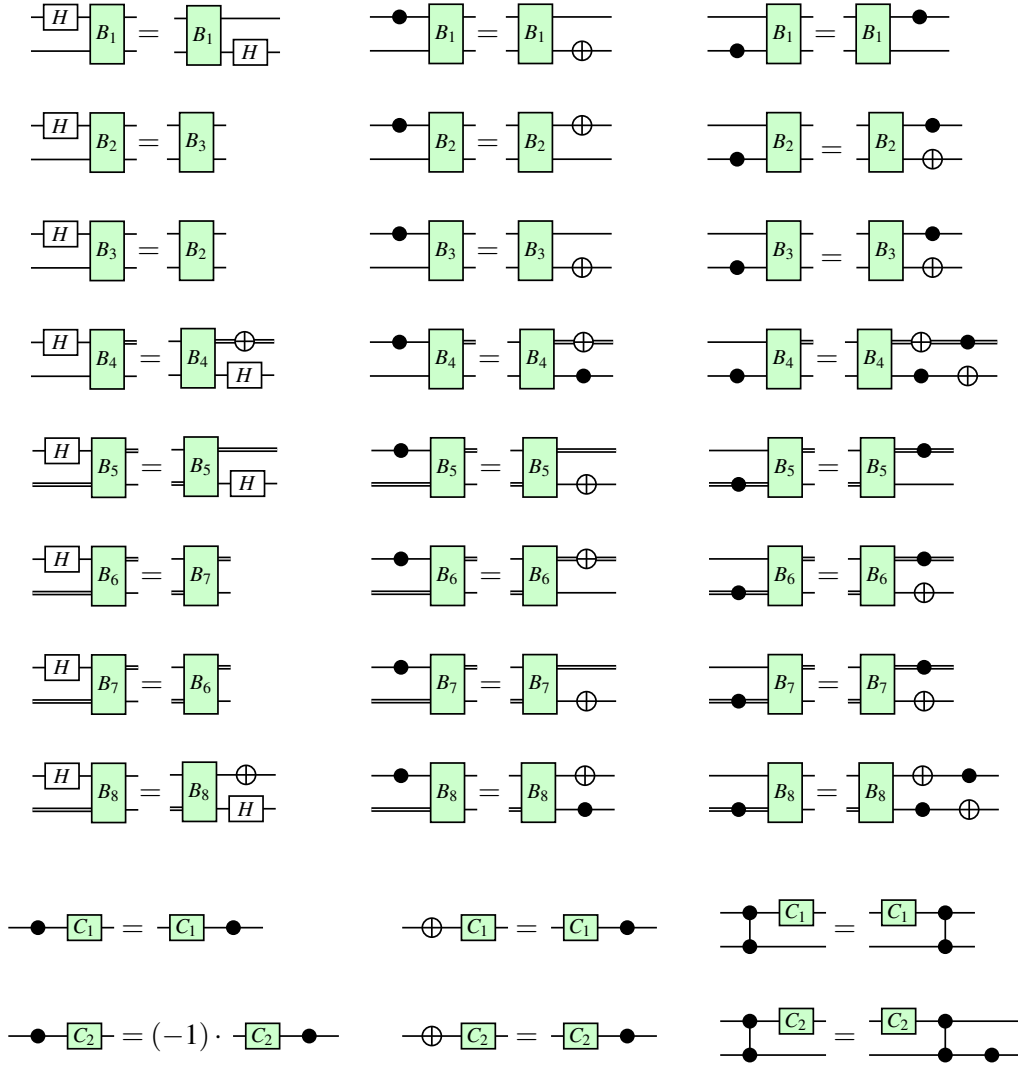 H B₁ = B₁ H B₁ = B₁ B₁ = B₁
H B₂ = B₃ B₂ = B₂ B₂ = B₂
H B₃ = B₂ B₃ = B₃ B₃ = B₃
H B₄ = B₄ H B₄ = B₄ B₄ = B₄
H B₅ = B₅ H B₅ = B₅ B₅ = B₅
H B₆ = B₇ B₆ = B₆ B₆ = B₆
H B₇ = B₆ B₇ = B₇ B₇ = B₇
H B₈ = B₈ H B₈ = B₈ B₈ = B₈
C₁ = C₁ C₁ = C₁ C₁ = C₁
C₂ = (−1) · C₂ C₂ = C₂ C₂ = C₂